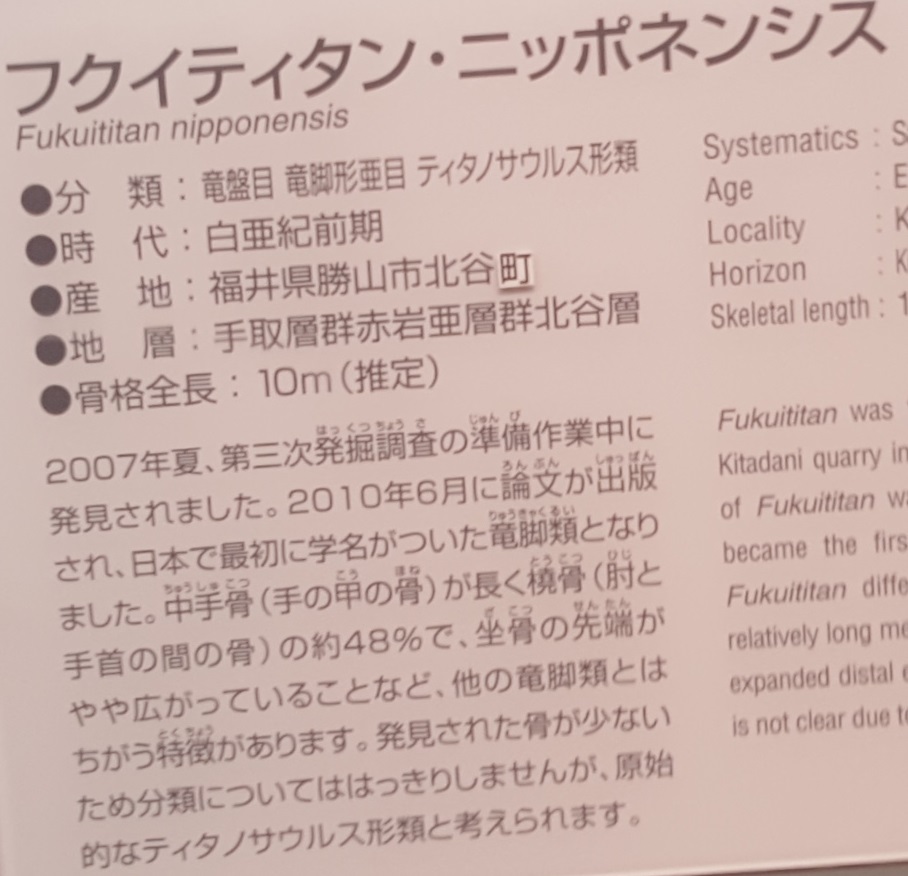 フクイティタン・ニッポネンシス
Fukuititan nipponensis
●分　類：竜盤目 竜脚形亜目 ティタノサウルス形類
●時　代：白亜紀前期
●産　地：福井県勝山市北谷町
●地　層：手取層群赤岩亜層群北谷層
●骨格全長：10m（推定）
2007年夏、第三次発掘調査の準備作業中に
発見されました。2010年6月に論文が出版
され、日本で最初に学名がついた竜脚類となり
ました。中手骨（手の甲の骨）が長く橈骨（肘と
手首の間の骨）の約48%で、坐骨の先端が
やや広がっていることなど、他の竜脚類とは
ちがう特徴があります。発見された骨が少ない
ため分類についてははっきりしませんが、原始
的なティタノサウルス形類と考えられます。
Systematics : S
Age : E
Locality : K
Horizon : K
Skeletal length : 1
Fukuititan was
Kitadani quarry in
of Fukuititan
became the
Fukuititan
relatively long
expanded distal
is not clear due